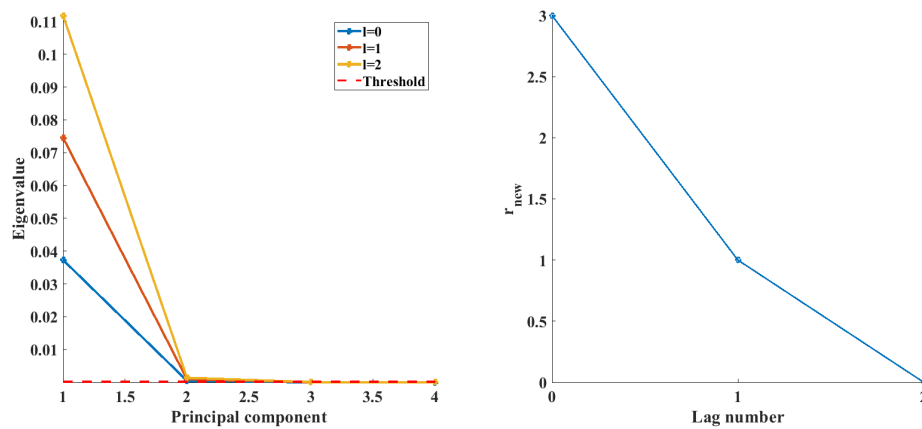 0.11
0.1
0.09
0.08
0.07
0.06
0.05
0.04
0.03
0.02
0.01
Eigenvalue
1 1.5 2 2.5 3 3.5 4
Principal component
l=0
l=1
l=2
Threshold
3
2.5
2
1.5
1
0.5
0
r_new
0 1 2
Lag number